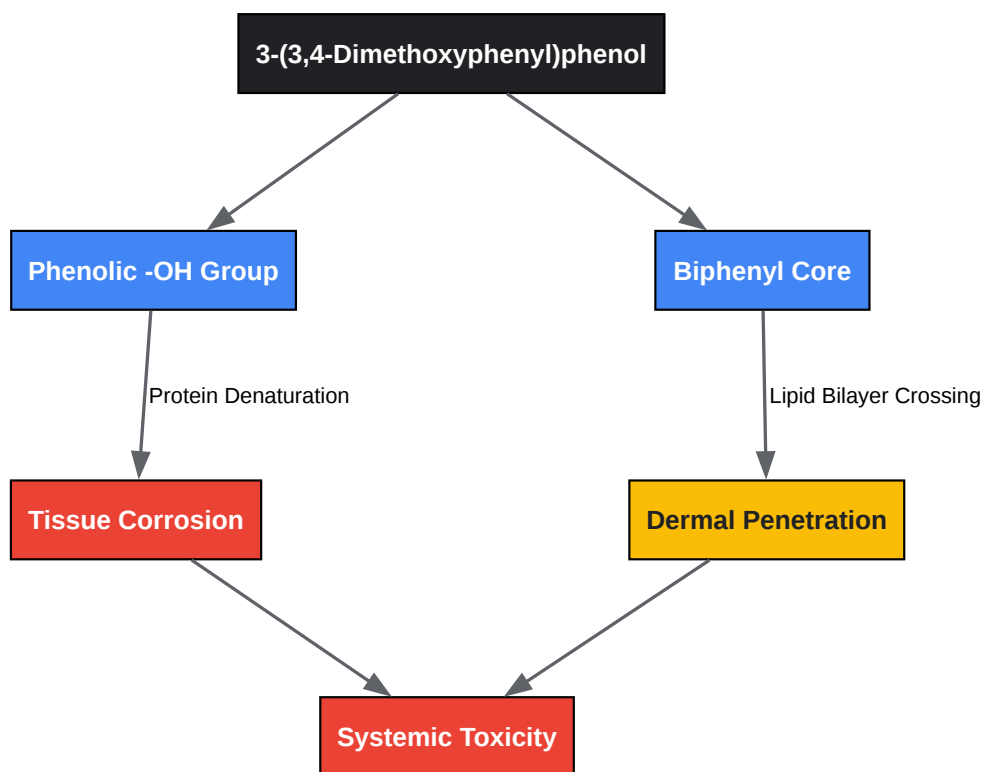 3-(3,4-Dimethoxyphenyl)phenol
Phenolic -OH Group
Biphenyl Core
Protein Denaturation
Lipid Bilayer Crossing
Tissue Corrosion
Dermal Penetration
Systemic Toxicity